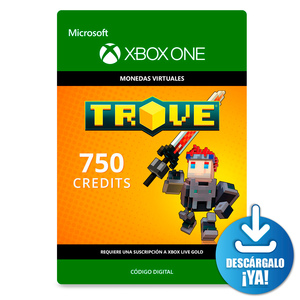 Microsoft
XBOX ONE
MONEDAS VIRTUALES
TROVE
750
CREDITS
REQUIERE UNA SUSCRIPCIÓN A XBOX LIVE GOLD
CÓDIGO DIGITAL
DESCÁRGALO
¡YA!